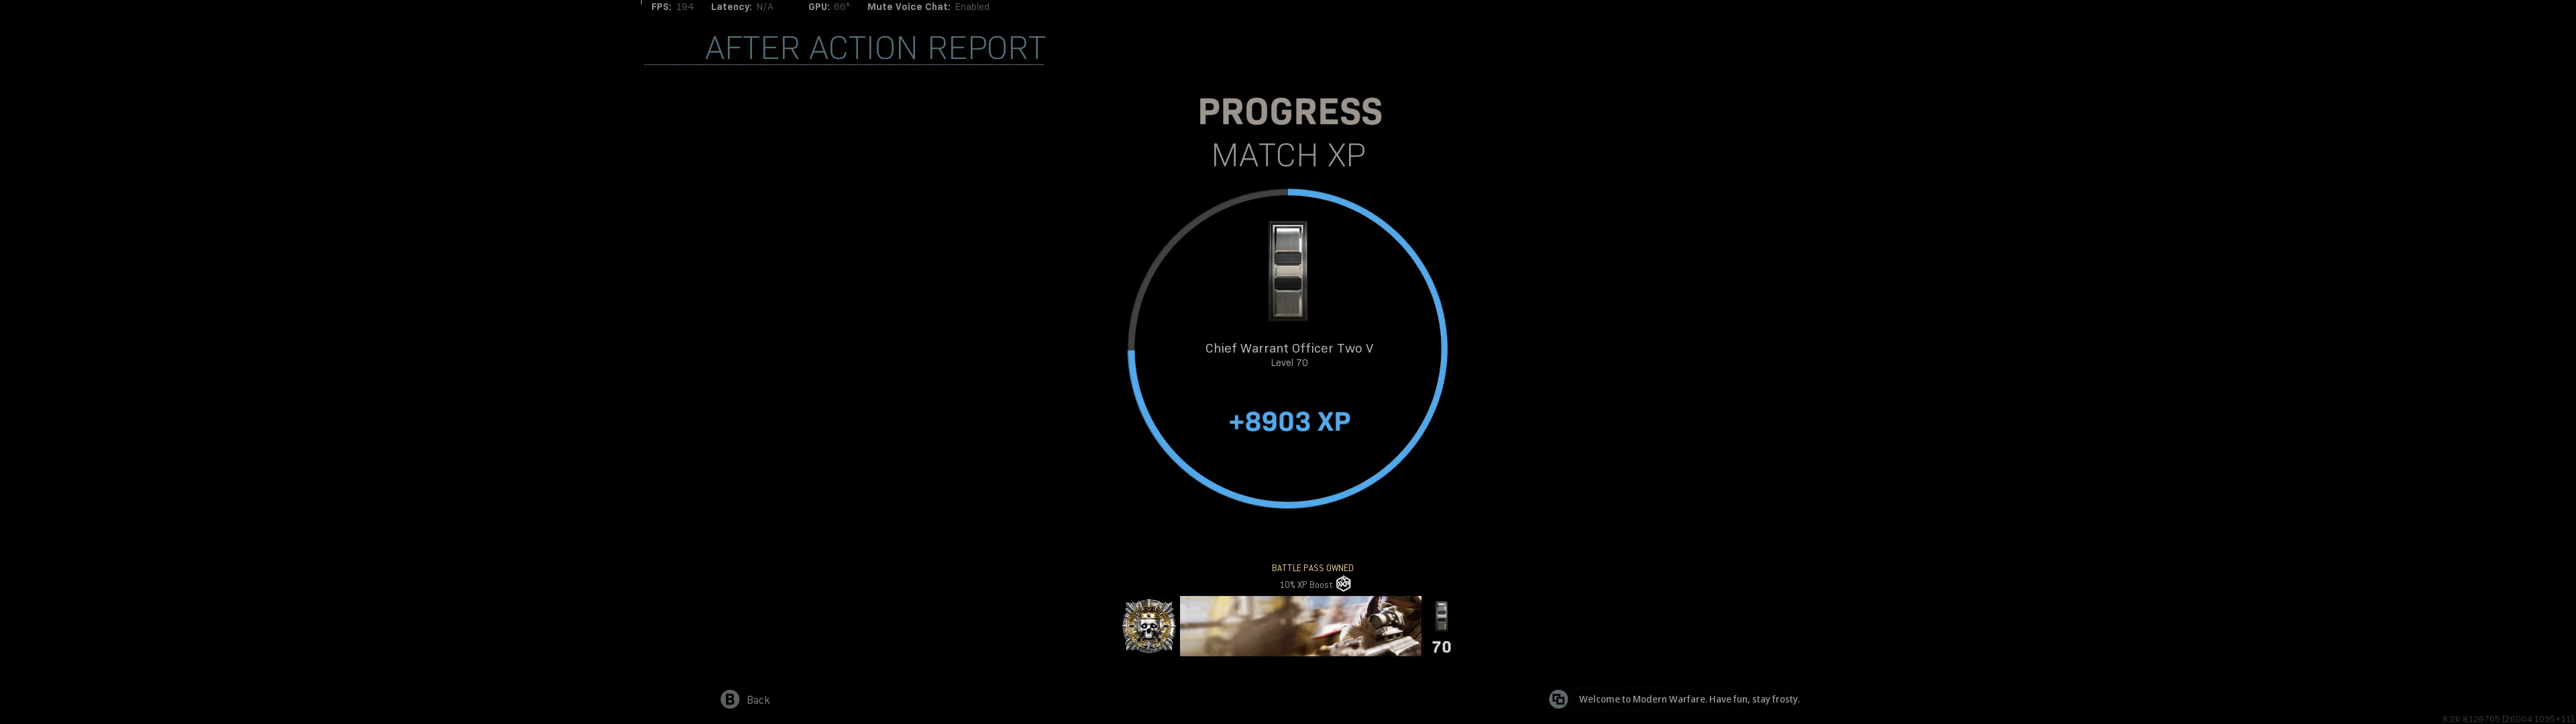 FPS: 194 Latency: N/A GPU: 66° Mute Voice Chat: Enabled
AFTER ACTION REPORT
PROGRESS
MATCH XP
Chief Warrant Officer Two V
Level 70
+8903 XP
BATTLE PASS OWNED
10% XP Boost
70
B Back
Welcome to Modern Warfare. Have fun, stay frosty.